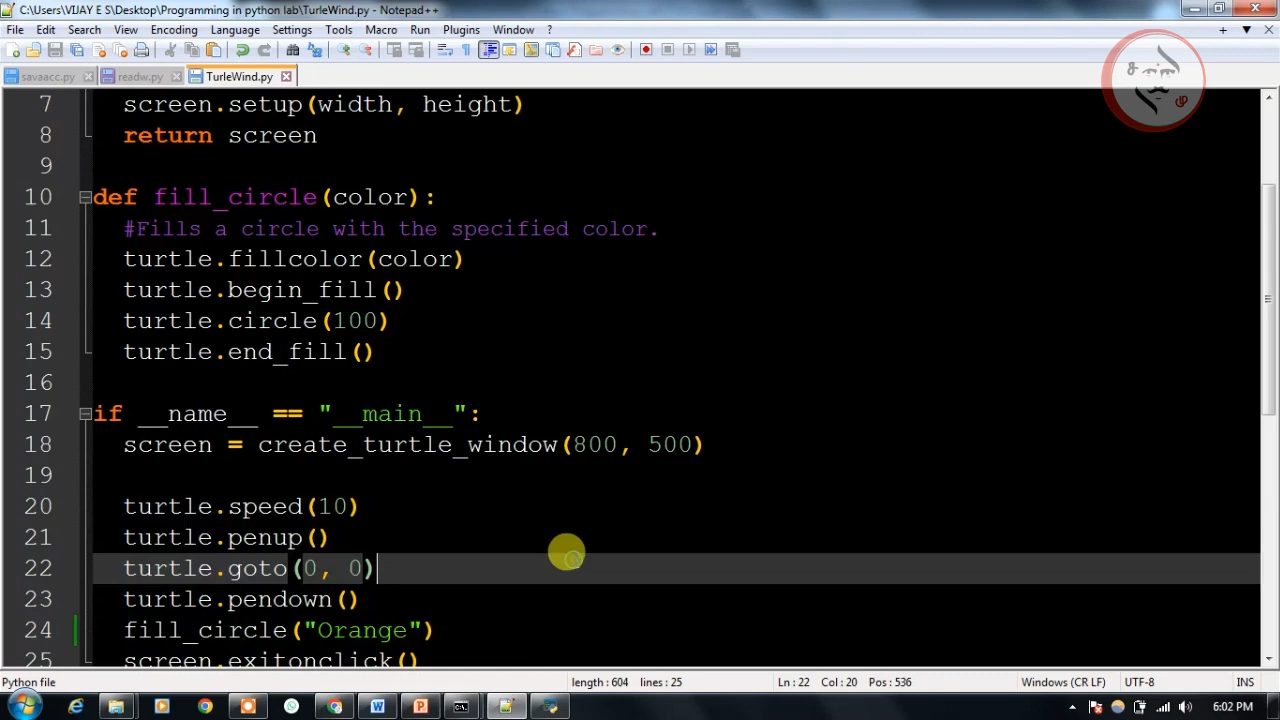 C:\Users\VIJAY E S\Desktop\Programming in python lab\TurleWind.py - Notepad++
File Edit Search View Encoding Language Settings Tools Macro Run Plugins Window ?
savaacc.py readw.py TurleWind.py
7 screen.setup(width, height)
8 return screen
9
10 def fill_circle(color):
11 #Fills a circle with the specified color.
12 turtle.fillcolor(color)
13 turtle.begin_fill()
14 turtle.circle(100)
15 turtle.end_fill()
16
17 if __name__ == "__main__":
18 screen = create_turtle_window(800, 500)
19
20 turtle.speed(10)
21 turtle.penup()
22 turtle.goto(0, 0)
23 turtle.pendown()
24 fill_circle("Orange")
25 screen.exitonclick()
Python file length : 604 lines : 25 Ln : 22 Col : 20 Pos : 536 Windows (CR LF) UTF-8 INS
6:02 PM